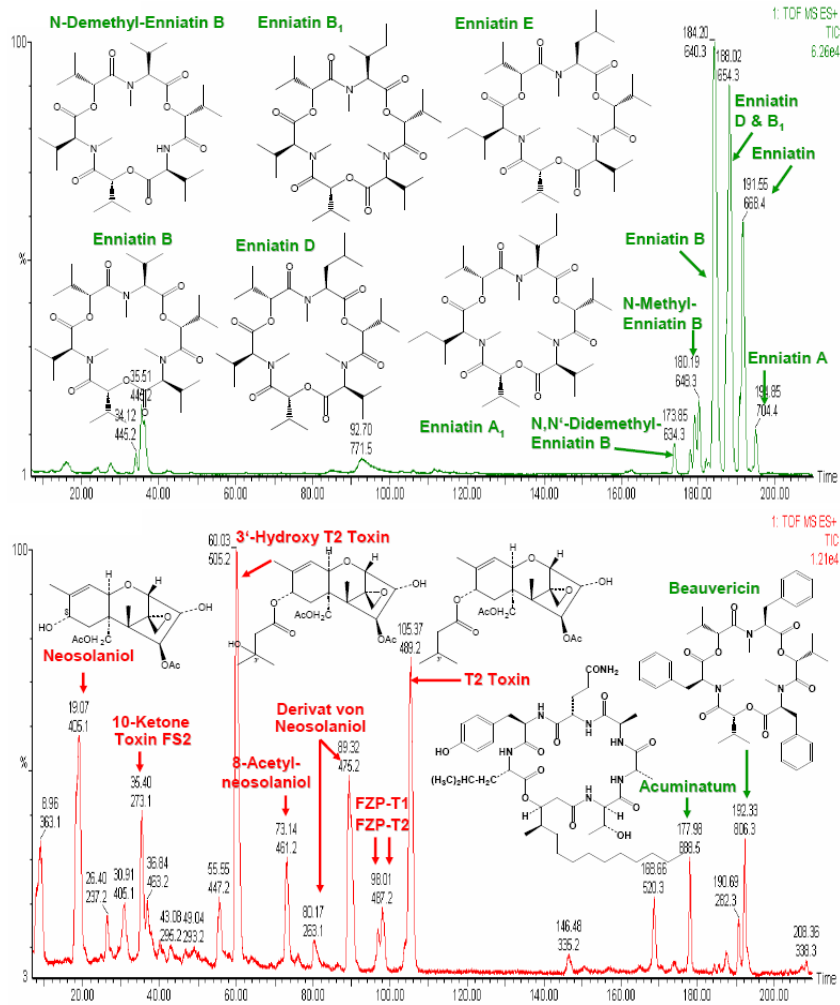 1: TOF MS ES+
TIC
6.26e4
N-Demethyl-Enniatin B
Enniatin B1
Enniatin E
100
184.20
640.3
188.02
654.3
Enniatin
D & B1
Enniatin
191.55
668.4
Enniatin B
Enniatin D
Enniatin B
%
N-Methyl-
Enniatin B
180.19
648.3
Enniatin A
194.85
704.4
35.51
445.2
34.12
445.2
92.70
771.5
Enniatin A1
N,N'-Didemethyl-
Enniatin B
173.85
634.3
1
Time
20.00 40.00 60.00 80.00 100.00 120.00 140.00 160.00 180.00 200.00
1: TOF MS ES+
TIC
1.21e4
100
60.03
505.2
3'-Hydroxy T2 Toxin
Beauvericin
105.37
489.2
Neosolaniol
T2 Toxin
19.07
405.1
10-Ketone
Toxin FS2
Derivat von
Neosolaniol
35.40
273.1
8-Acetyl-
neosolaniol
89.32
475.2
FZP-T1
FZP-T2
Acuminatum
%
8.96
363.1
73.14
461.2
177.98
888.5
192.33
806.3
26.40
237.2
30.91
405.1
36.84
463.2
55.55
447.2
98.01
487.2
168.66
520.3
190.69
282.3
43.08
295.2
49.04
293.2
80.17
263.1
146.48
335.2
208.36
338.3
3
Time
20.00 40.00 60.00 80.00 100.00 120.00 140.00 160.00 180.00 200.00